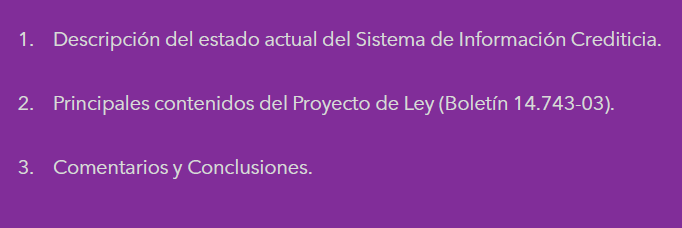 1. Descripción del estado actual del Sistema de Información Crediticia.
2. Principales contenidos del Proyecto de Ley (Boletín 14.743-03).
3. Comentarios y Conclusiones.